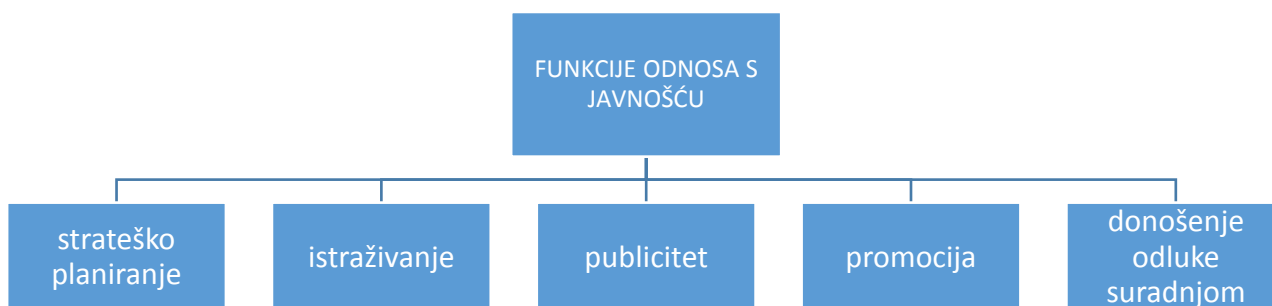 FUNKCIJE ODNOSA S
JAVNOŠĆU
strateško
planiranje
istraživanje
publicitet
promocija
donošenje
odluke
suradnjom